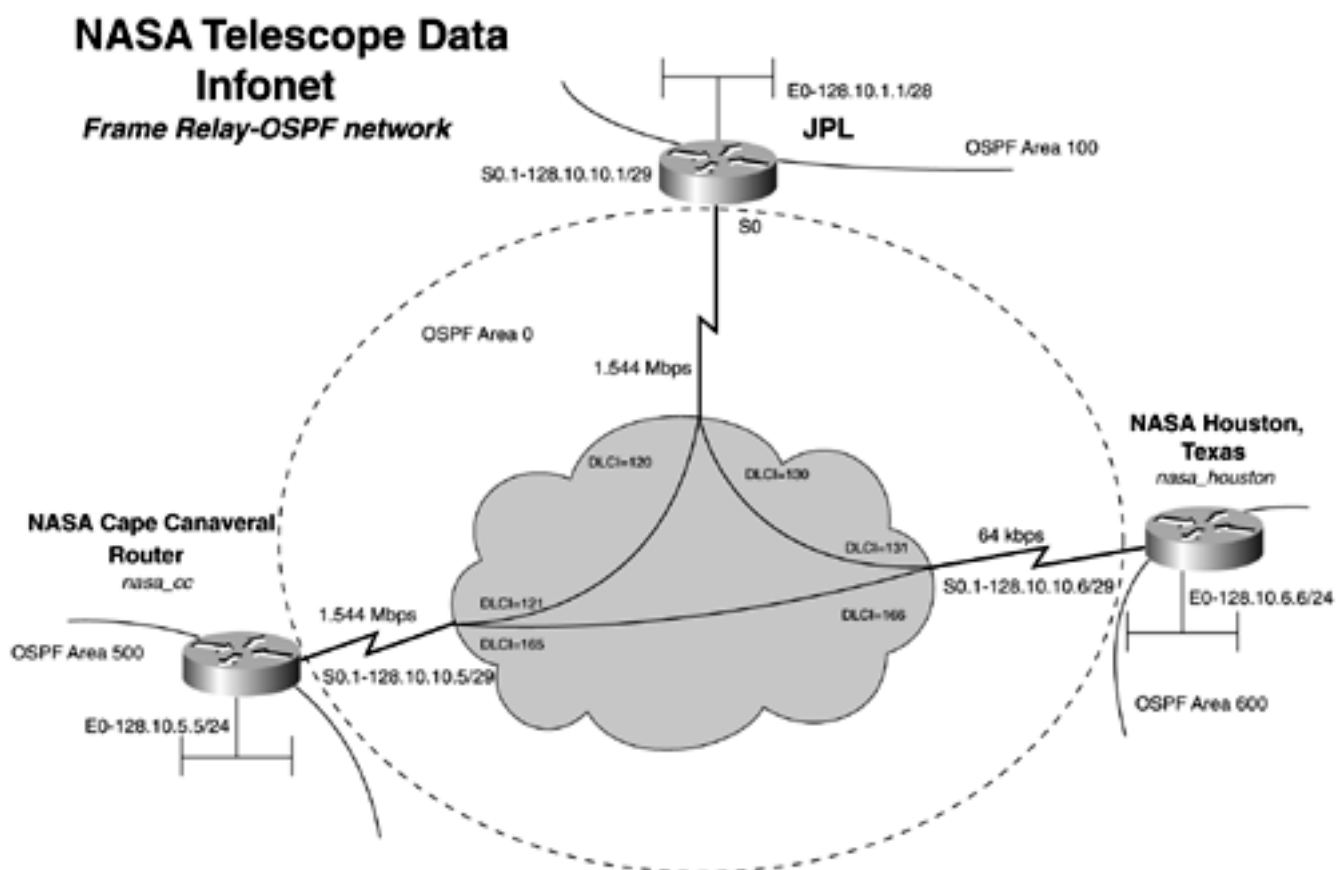 NASA Telescope Data
Infonet
Frame Relay-OSPF network
E0-128.10.1.1/28
JPL
OSPF Area 100
S0.1-128.10.10.1/29
S0
OSPF Area 0
1.544 Mbps
NASA Houston,
Texas
nasa_houston
DLCI=120
DLCI=130
NASA Cape Canaveral
Router
nasa_cc
64 kbps
DLCI=131
S0.1-128.10.10.6/29
E0-128.10.6.6/24
DLCI=121
1.544 Mbps
DLCI=166
DLCI=165
OSPF Area 500
S0.1-128.10.10.5/29
OSPF Area 600
E0-128.10.5.5/24